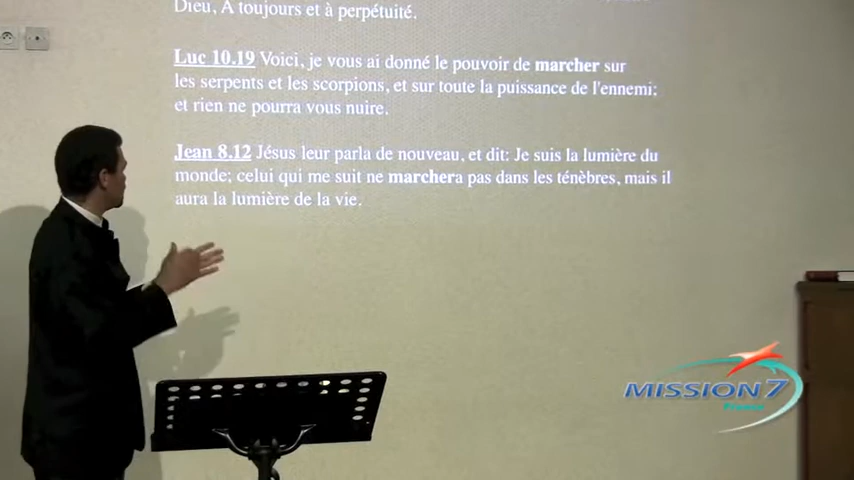 Dieu, A toujours et à perpétuité.
Luc 10.19 Voici, je vous ai donné le pouvoir de marcher sur
les serpents et les scorpions, et sur toute la puissance de l'ennemi;
et rien ne pourra vous nuire.
Jean 8.12 Jésus leur parla de nouveau, et dit: Je suis la lumière du
monde; celui qui me suit ne marchera pas dans les ténèbres, mais il
aura la lumière de la vie.
MISSION 7
France